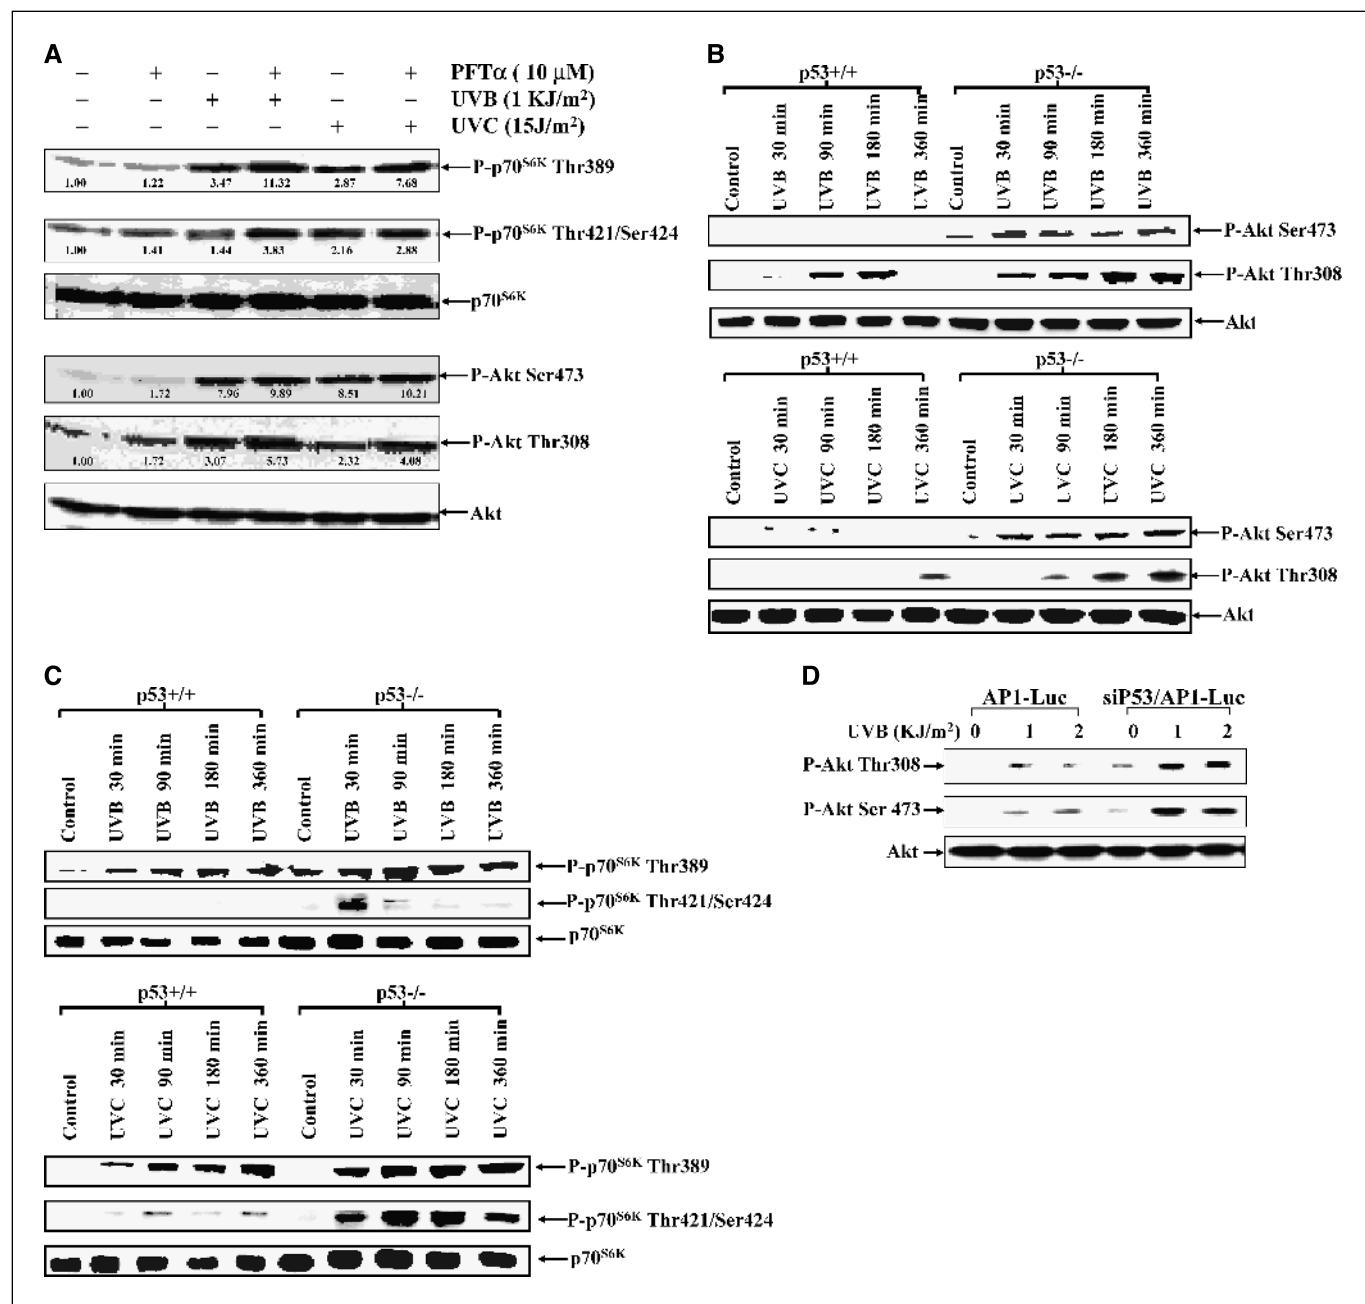 A
– + – + – + PFTα ( 10 μM)
– – + + – – UVB (1 KJ/m²)
– – – – + + UVC (15J/m²)
P-p70S6K Thr389
1.00 1.22 3.47 11.32 2.87 7.68
P-p70S6K Thr421/Ser424
1.00 1.41 1.44 3.83 2.16 2.88
p70S6K
P-Akt Ser473
1.00 1.72 7.96 9.89 8.51 10.21
P-Akt Thr308
1.00 1.72 3.07 5.73 2.32 4.08
Akt
B
p53+/+ p53-/-
Control UVB 30 min UVB 90 min UVB 180 min UVB 360 min Control UVB 30 min UVB 90 min UVB 180 min UVB 360 min
P-Akt Ser473
P-Akt Thr308
Akt
p53+/+ p53-/-
Control UVC 30 min UVC 90 min UVC 180 min UVC 360 min Control UVC 30 min UVC 90 min UVC 180 min UVC 360 min
P-Akt Ser473
P-Akt Thr308
Akt
C
p53+/+ p53-/-
Control UVB 30 min UVB 90 min UVB 180 min UVB 360 min Control UVB 30 min UVB 90 min UVB 180 min UVB 360 min
P-p70S6K Thr389
P-p70S6K Thr421/Ser424
p70S6K
p53+/+ p53-/-
Control UVC 30 min UVC 90 min UVC 180 min UVC 360 min Control UVC 30 min UVC 90 min UVC 180 min UVC 360 min
P-p70S6K Thr389
P-p70S6K Thr421/Ser424
p70S6K
D
AP1-Luc siP53/AP1-Luc
UVB (KJ/m²) 0 1 2 0 1 2
P-Akt Thr308
P-Akt Ser 473
Akt